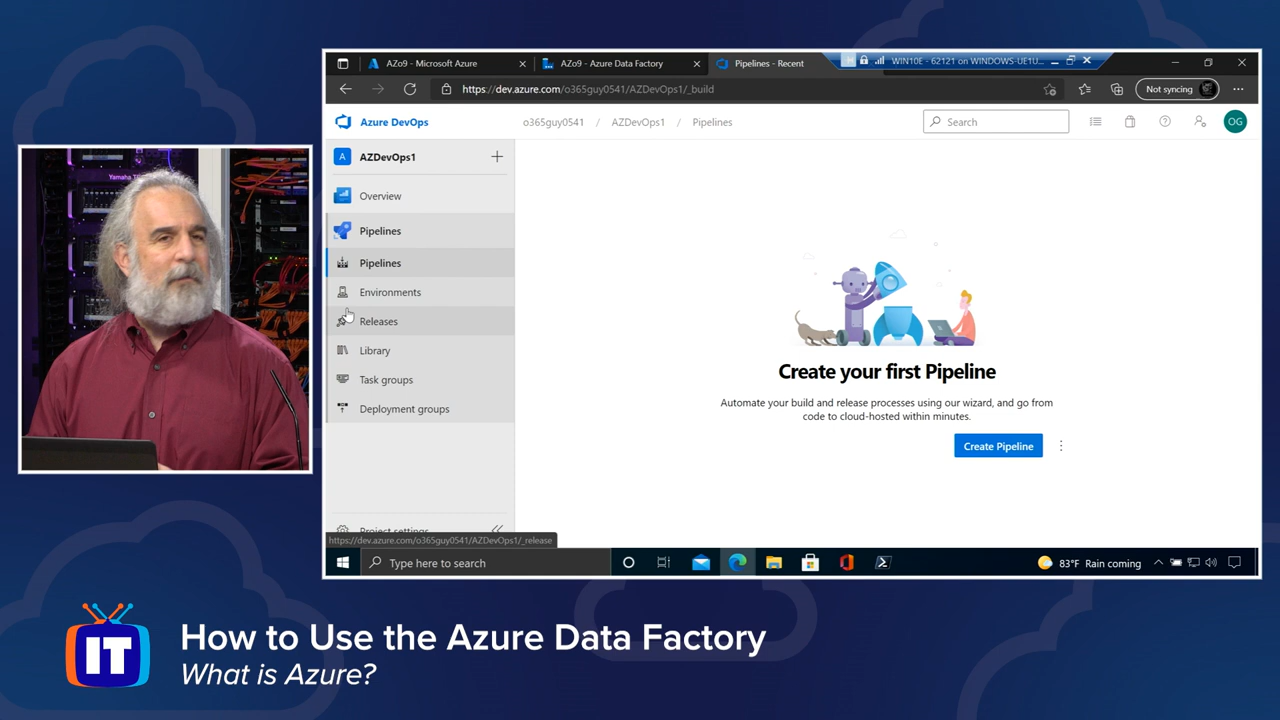 AZo9 - Microsoft Azure
AZo9 - Azure Data Factory
Pipelines - Recent
WIN10E - 62121 on WINDOWS-UE1U...
https://dev.azure.com/o365guy0541/AZDevOps1/_build
Not syncing
Azure DevOps
o365guy0541 / AZDevOps1 / Pipelines
Search
OG
A AZDevOps1
Overview
Pipelines
Pipelines
Environments
Releases
Library
Task groups
Deployment groups
Project settings
https://dev.azure.com/o365guy0541/AZDevOps1/_release
Create your first Pipeline
Automate your build and release processes using our wizard, and go from
code to cloud-hosted within minutes.
Create Pipeline
Type here to search
83°F Rain coming
IT
How to Use the Azure Data Factory
What is Azure?